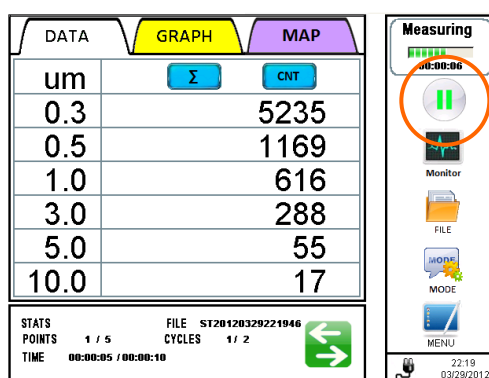 DATA GRAPH MAP
um Σ CNT
0.3 5235
0.5 1169
1.0 616
3.0 288
5.0 55
10.0 17
STATS FILE ST20120329221946
POINTS 1 / 5 CYCLES 1/ 2
TIME 00:00:05 / 00:00:10
Measuring
00:00:06
Monitor
FILE
MODE
MODE
MENU
22:19
03/29/2012